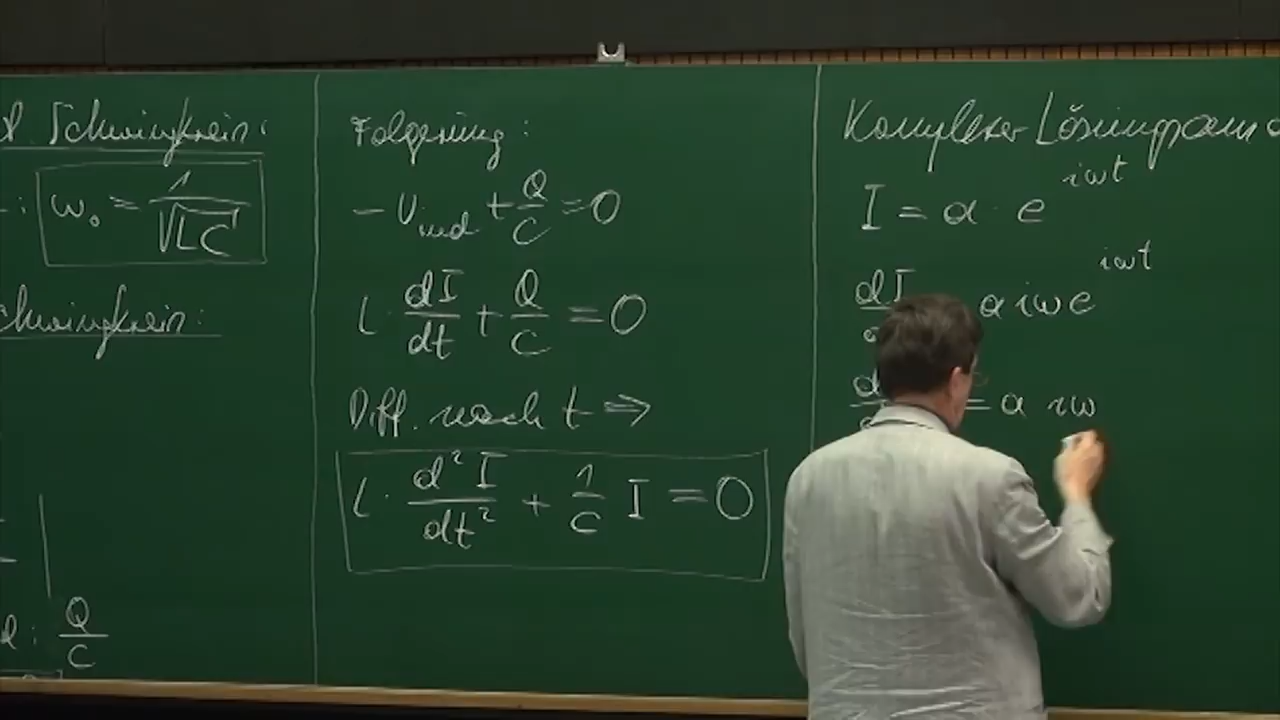 Schwingkreis:
ω₀ = 1/√LC
Schwingkreis:
Q/C
Folgerung:
- U_ind + Q/C = 0
L · dI/dt + Q/C = 0
Diff. nach t ⇒
L · d²I/dt² + 1/C I = 0
Komplexer Lösungsans
I = a · e^iωt
dI a iω e^iωt
= a iω